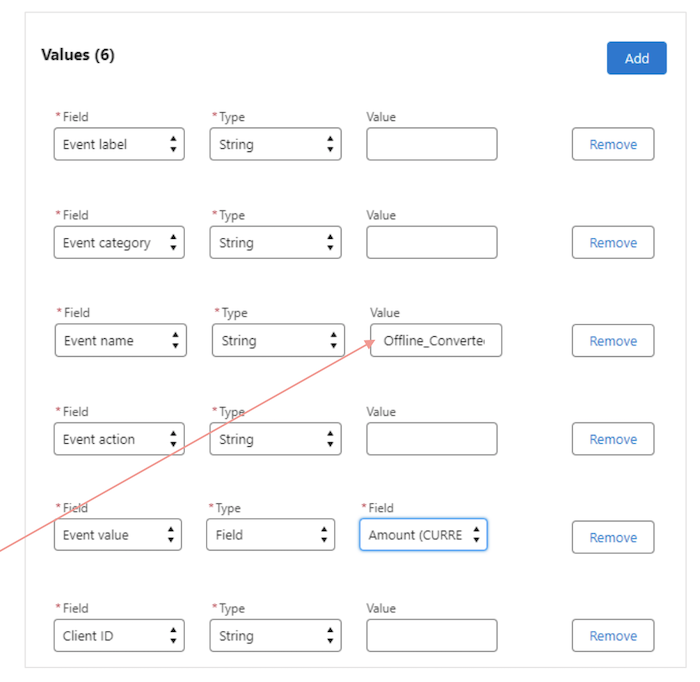 Values (6)
Add
* Field
* Type
Value
Event label
String
Remove
* Field
* Type
Value
Event category
String
Remove
* Field
* Type
Value
Event name
String
Offline_Converte
Remove
* Field
* Type
Value
Event action
String
Remove
* Field
* Type
* Field
Event value
Field
Amount (CURRE
Remove
* Field
* Type
Value
Client ID
String
Remove